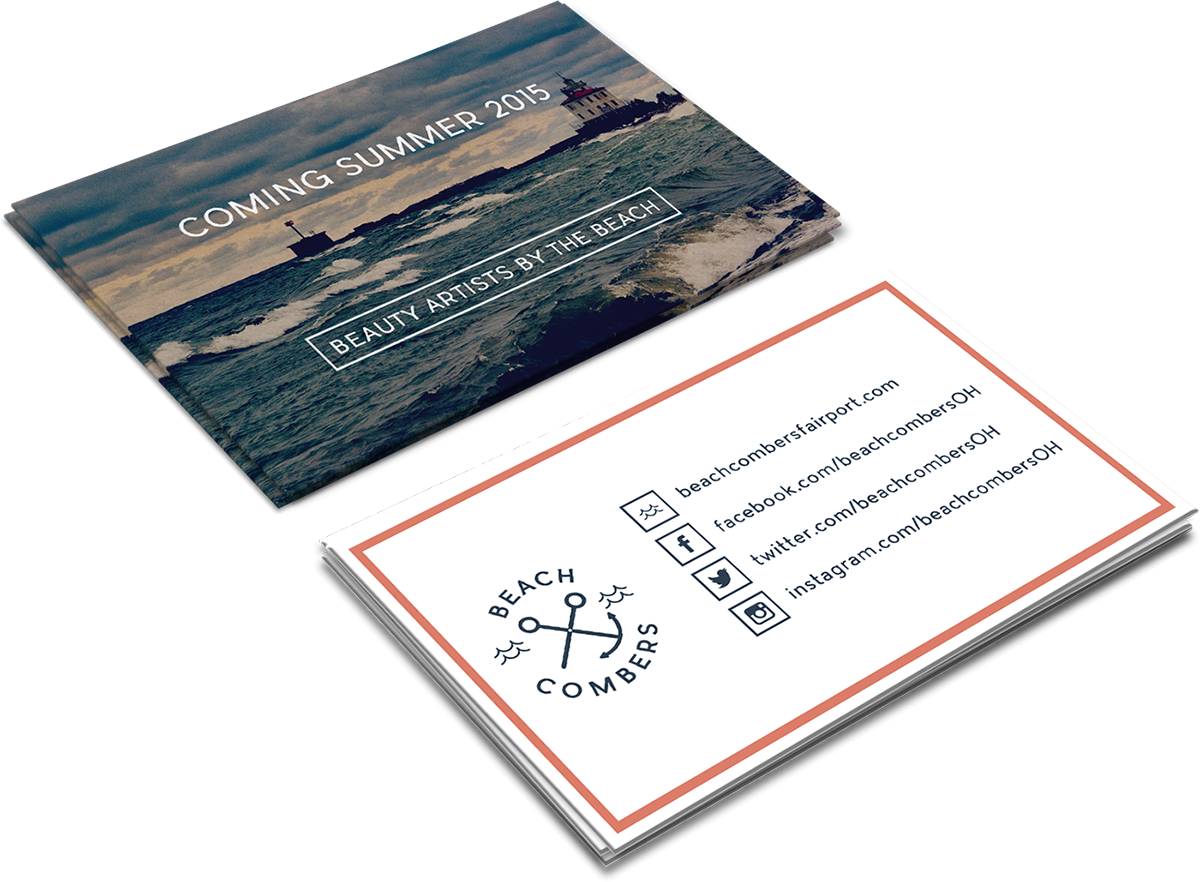 COMING SUMMER 2015
BEAUTY ARTISTS BY THE BEACH
BEACH
COMBERS
beachcombersfairport.com
facebook.com/beachcombersOH
twitter.com/beachcombersOH
instagram.com/beachcombersOH